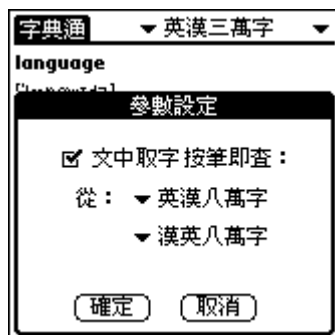 字典通 ▼ 英漢三萬字 ▼
language
參數設定
☑ 文中取字按筆即查：
從： ▼ 英漢八萬字
▼ 漢英八萬字
確定 取消